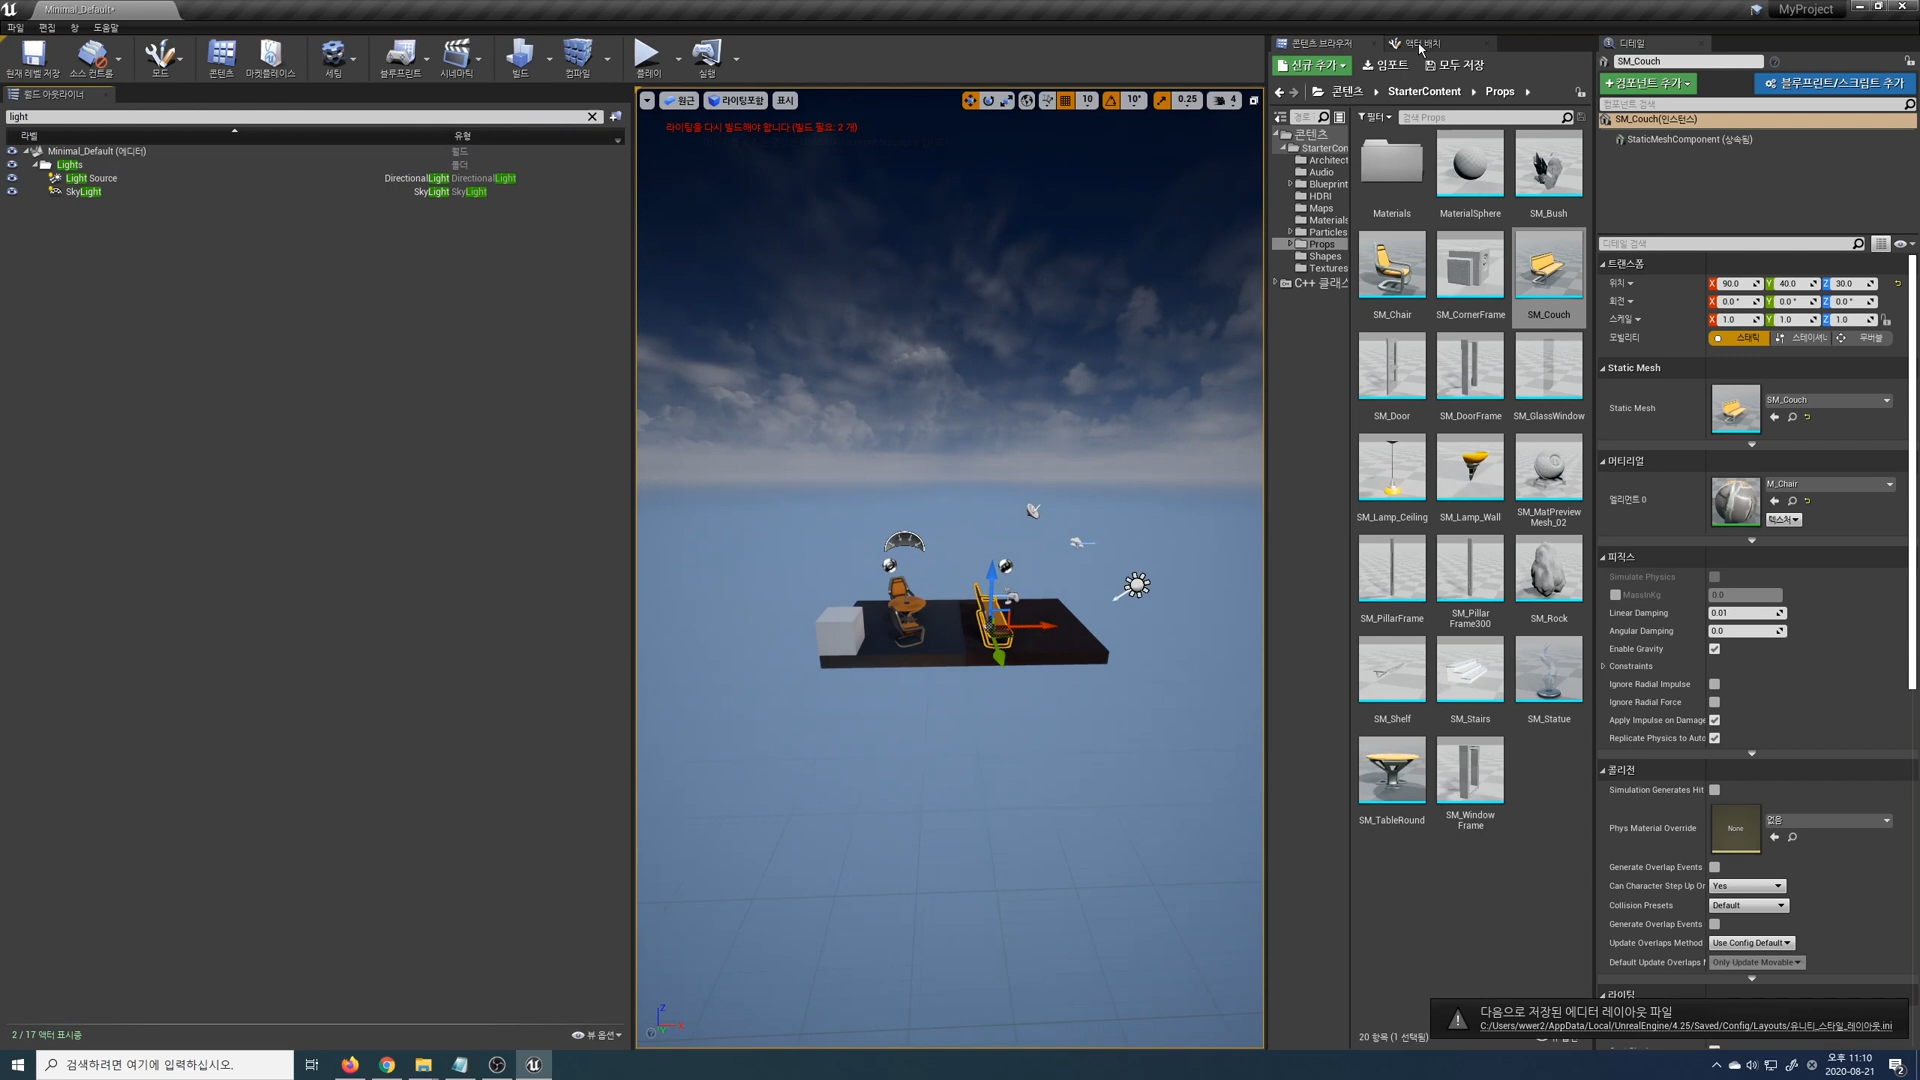 Minimal_Default*
MyProject
파일 편집 창 도움말
현재 레벨 저장 소스 컨트롤 모드 콘텐츠 마켓플레이스 세팅 블루프린트 시네마틱 빌드 컴파일 플레이 실행
월드 아웃라이너
light
라벨 유형
Minimal_Default (에디터) 월드
Lights 폴더
Light Source DirectionalLight DirectionalLight
SkyLight SkyLight SkyLight
2 / 17 액터 표시중
뷰 옵션
원근 라이팅포함 표시 10 10° 0.25 4
라이팅을 다시 빌드해야 합니다 (빌드 필요: 2 개)
콘텐츠 브라우저 액터 배치
신규 추가 임포트 모두 저장
콘텐츠 StarterContent Props
필터 검색 Props
콘텐츠
StarterCon
Architect
Audio
Blueprint
HDRI
Maps
Materials
Particles
Props
Shapes
Textures
C++ 클래스
Materials MaterialSphere SM_Bush
SM_Chair SM_CornerFrame SM_Couch
SM_Door SM_DoorFrame SM_GlassWindow
SM_Lamp_Ceiling SM_Lamp_Wall SM_MatPreview
Mesh_02
SM_PillarFrame SM_Pillar
Frame300 SM_Rock
SM_Shelf SM_Stairs SM_Statue
SM_TableRound SM_Window
Frame
20 항목 (1 선택됨)
디테일
SM_Couch
+컴포넌트 추가 블루프린트/스크립트 추가
컴포넌트 검색
SM_Couch(인스턴스)
StaticMeshComponent (상속됨)
디테일 검색
트랜스폼
위치 X 90.0 Y 40.0 Z 30.0
회전 X 0.0 ° Y 0.0 ° Z 0.0 °
스케일 X 1.0 Y 1.0 Z 1.0
모빌리티 스태틱 스테이셔너 무버블
Static Mesh
Static Mesh SM_Couch
머티리얼
엘리먼트 0 M_Chair
텍스처
피직스
Simulate Physics
MassInKg 0.0
Linear Damping 0.01
Angular Damping 0.0
Enable Gravity
Constraints
Ignore Radial Impulse
Ignore Radial Force
Apply Impulse on Damage
Replicate Physics to Auto
콜리전
Simulation Generates Hit
Phys Material Override None 없음
Generate Overlap Events
Can Character Step Up On Yes
Collision Presets Default
Generate Overlap Events
Update Overlaps Method Use Config Default
Default Update Overlaps Only Update Movable
라이팅
다음으로 저장된 에디터 레이아웃 파일
C:/Users/wwer2/AppData/Local/UnrealEngine/4.25/Saved/Config/Layouts/유니티_스타일_레이아웃.ini
검색하려면 여기에 입력하십시오.
오후 11:10
2020-08-21
2